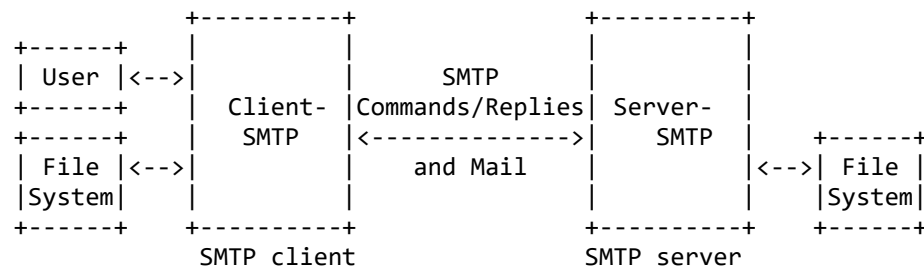 +----------+ +----------+
+------+ | | | |
| User |<-->| | SMTP | |
+------+ | Client- |Commands/Replies| Server- |
+------+ | SMTP |<-------------->| SMTP | +------+
| File |<-->| | and Mail | |<-->| File |
|System| | | | | |System|
+------+ +----------+ +----------+ +------+
SMTP client SMTP server